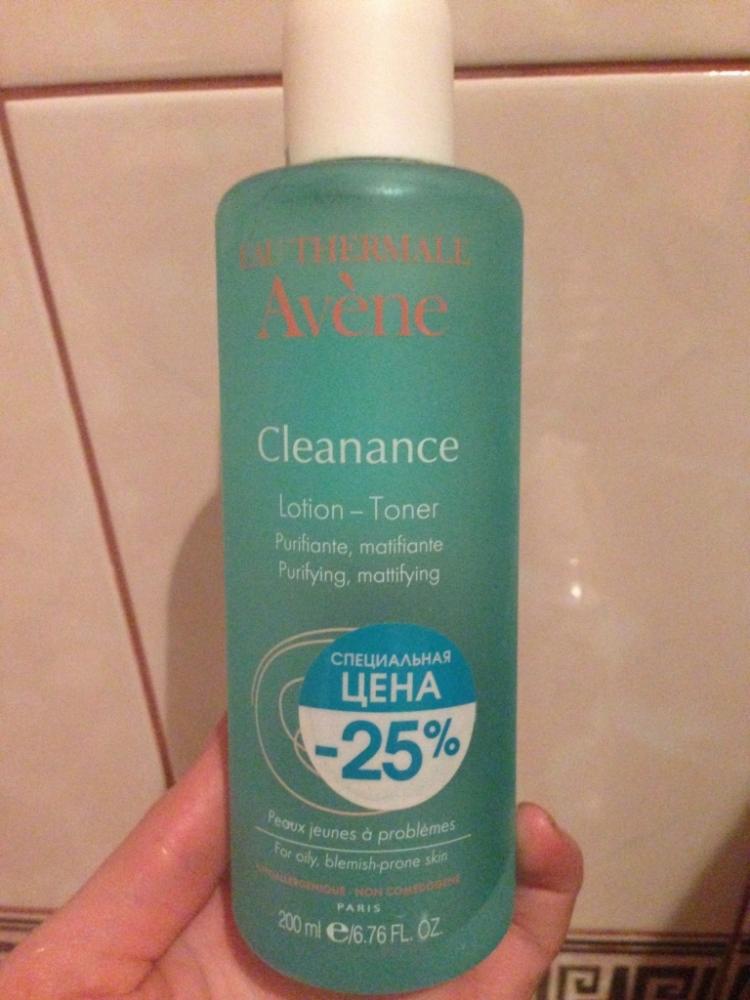 EAU THERMALE
Avène
Cleanance
Lotion – Toner
Purifiante, matifiante
Purifying, mattifying
СПЕЦИАЛЬНАЯ
ЦЕНА
-25%
Peaux jeunes à problèmes
For oily, blemish-prone skin
HYPOALLERGENIQUE - NON COMEDOGENE
PARIS
200 ml e/6.76 FL. OZ.